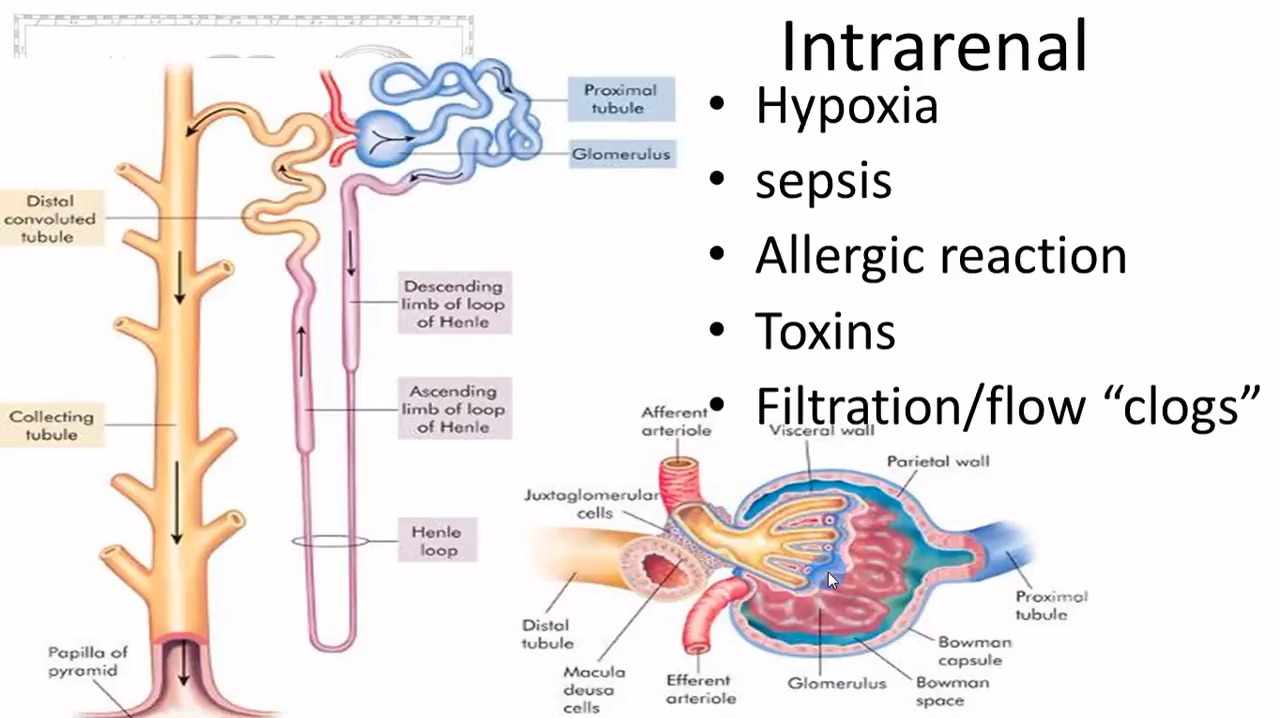 Intrarenal
• Hypoxia
• sepsis
• Allergic reaction
• Toxins
• Filtration/flow “clogs”
Proximal
tubule
Glomerulus
Distal
convoluted
tubule
Descending
limb of loop
of Henle
Ascending
limb of loop
of Henle
Collecting
tubule
Henle
loop
Papilla of
pyramid
Afferent
arteriole
Visceral wall
Parietal wall
Juxtaglomerular
cells
Proximal
tubule
Distal
tubule
Macula
deusa
cells
Efferent
arteriole
Glomerulus
Bowman
capsule
Bowman
space